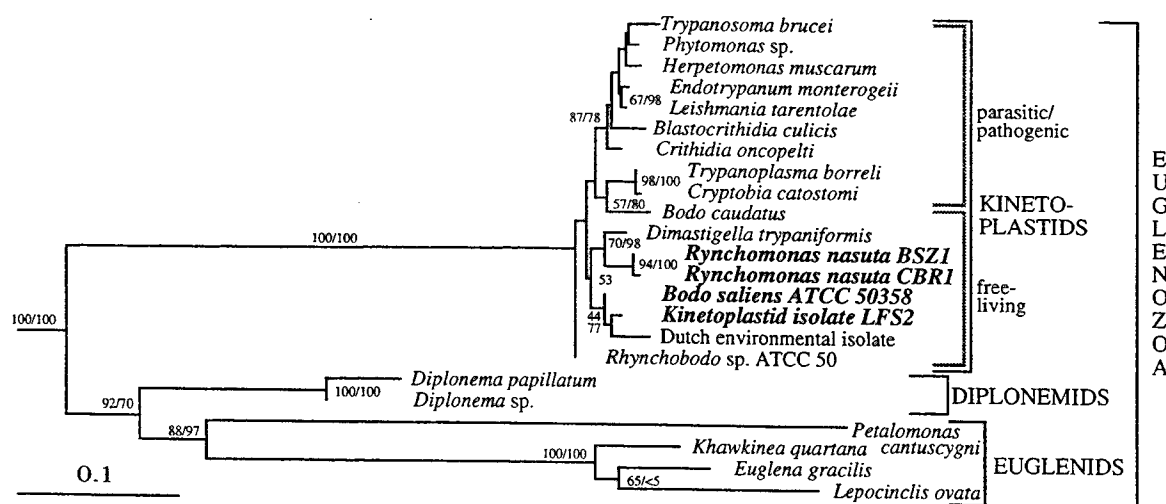 Trypanosoma brucei
Phytomonas sp.
Herpetomonas muscarum
Endotrypanum monterogeii
67/98
Leishmania tarentolae
87/78
Blastocrithidia culicis
Crithidia oncopelti
Trypanoplasma borreli
98/100
Cryptobia catostomi
57/80
Bodo caudatus
Dimastigella trypaniformis
70/98
Rynchomonas nasuta BSZ1
94/100
Rynchomonas nasuta CBR1
53
Bodo saliens ATCC 50358
44
77
Kinetoplastid isolate LFS2
Dutch environmental isolate
Rhynchobodo sp. ATCC 50
100/100
100/100
Diplonema papillatum
100/100
Diplonema sp.
92/70
88/97
Petalomonas
cantuscygni
Khawkinea quartana
100/100
Euglena gracilis
65/<5
Lepocinclis ovata
0.1
parasitic/
pathogenic
KINETO-
PLASTIDS
free-
living
DIPLONEMIDS
EUGLENIDS
E
U
G
L
E
N
O
Z
O
A